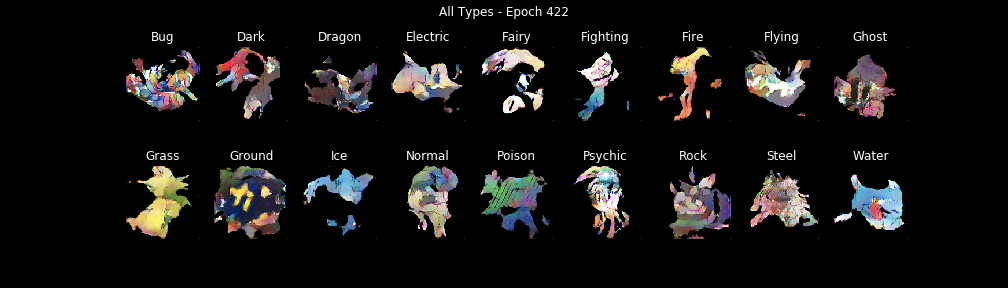 All Types - Epoch 422
Bug Dark Dragon Electric Fairy Fighting Fire Flying Ghost
Grass Ground Ice Normal Poison Psychic Rock Steel Water